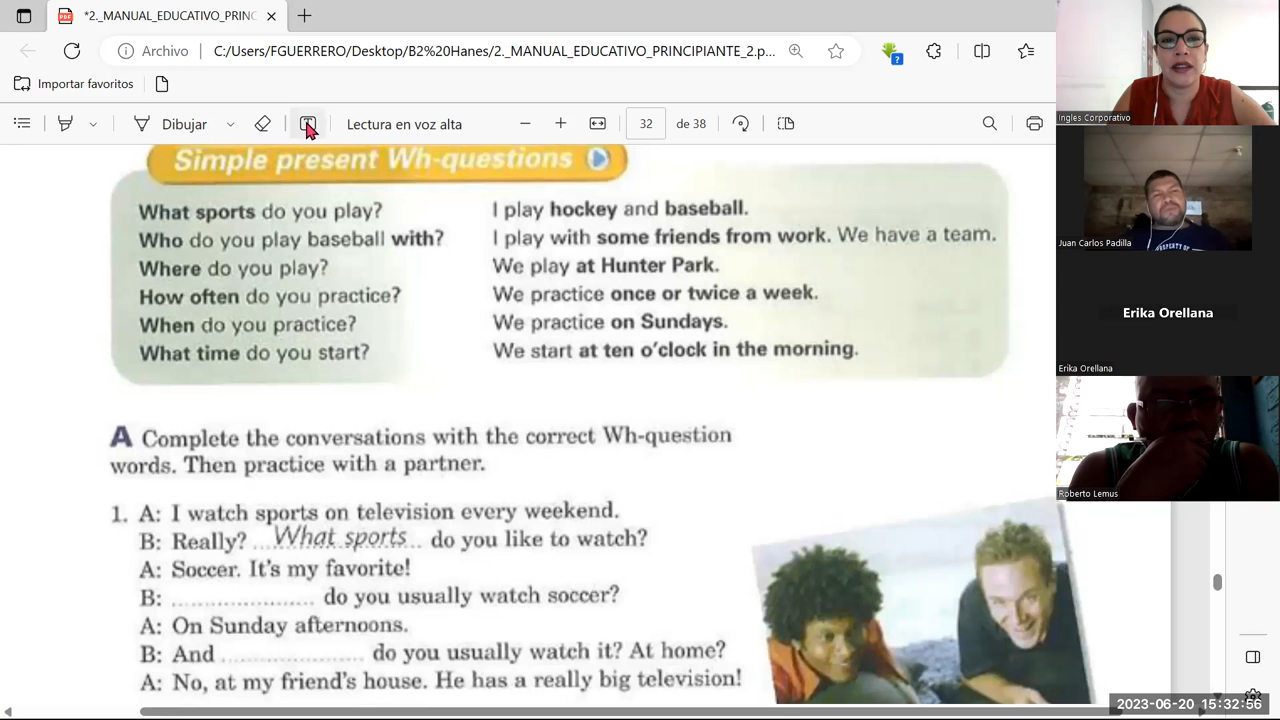 *2._MANUAL_EDUCATIVO_PRINC
Archivo C:/Users/FGUERRERO/Desktop/B2%20Hanes/2._MANUAL_EDUCATIVO_PRINCIPIANTE_2.p...
Importar favoritos
Dibujar Lectura en voz alta 32 de 38
Simple present Wh-questions
What sports do you play? I play hockey and baseball.
Who do you play baseball with? I play with some friends from work. We have a team.
Where do you play? We play at Hunter Park.
How often do you practice? We practice once or twice a week.
When do you practice? We practice on Sundays.
What time do you start? We start at ten o'clock in the morning.
A Complete the conversations with the correct Wh-question
words. Then practice with a partner.
1. A: I watch sports on television every weekend.
B: Really? What sports do you like to watch?
A: Soccer. It's my favorite!
B: .................... do you usually watch soccer?
A: On Sunday afternoons.
B: And .................... do you usually watch it? At home?
A: No, at my friend's house. He has a really big television!
Ingles Corporativo
Juan Carlos Padilla
Erika Orellana
Erika Orellana
Roberto Lemus
2023-06-20 15:32:56